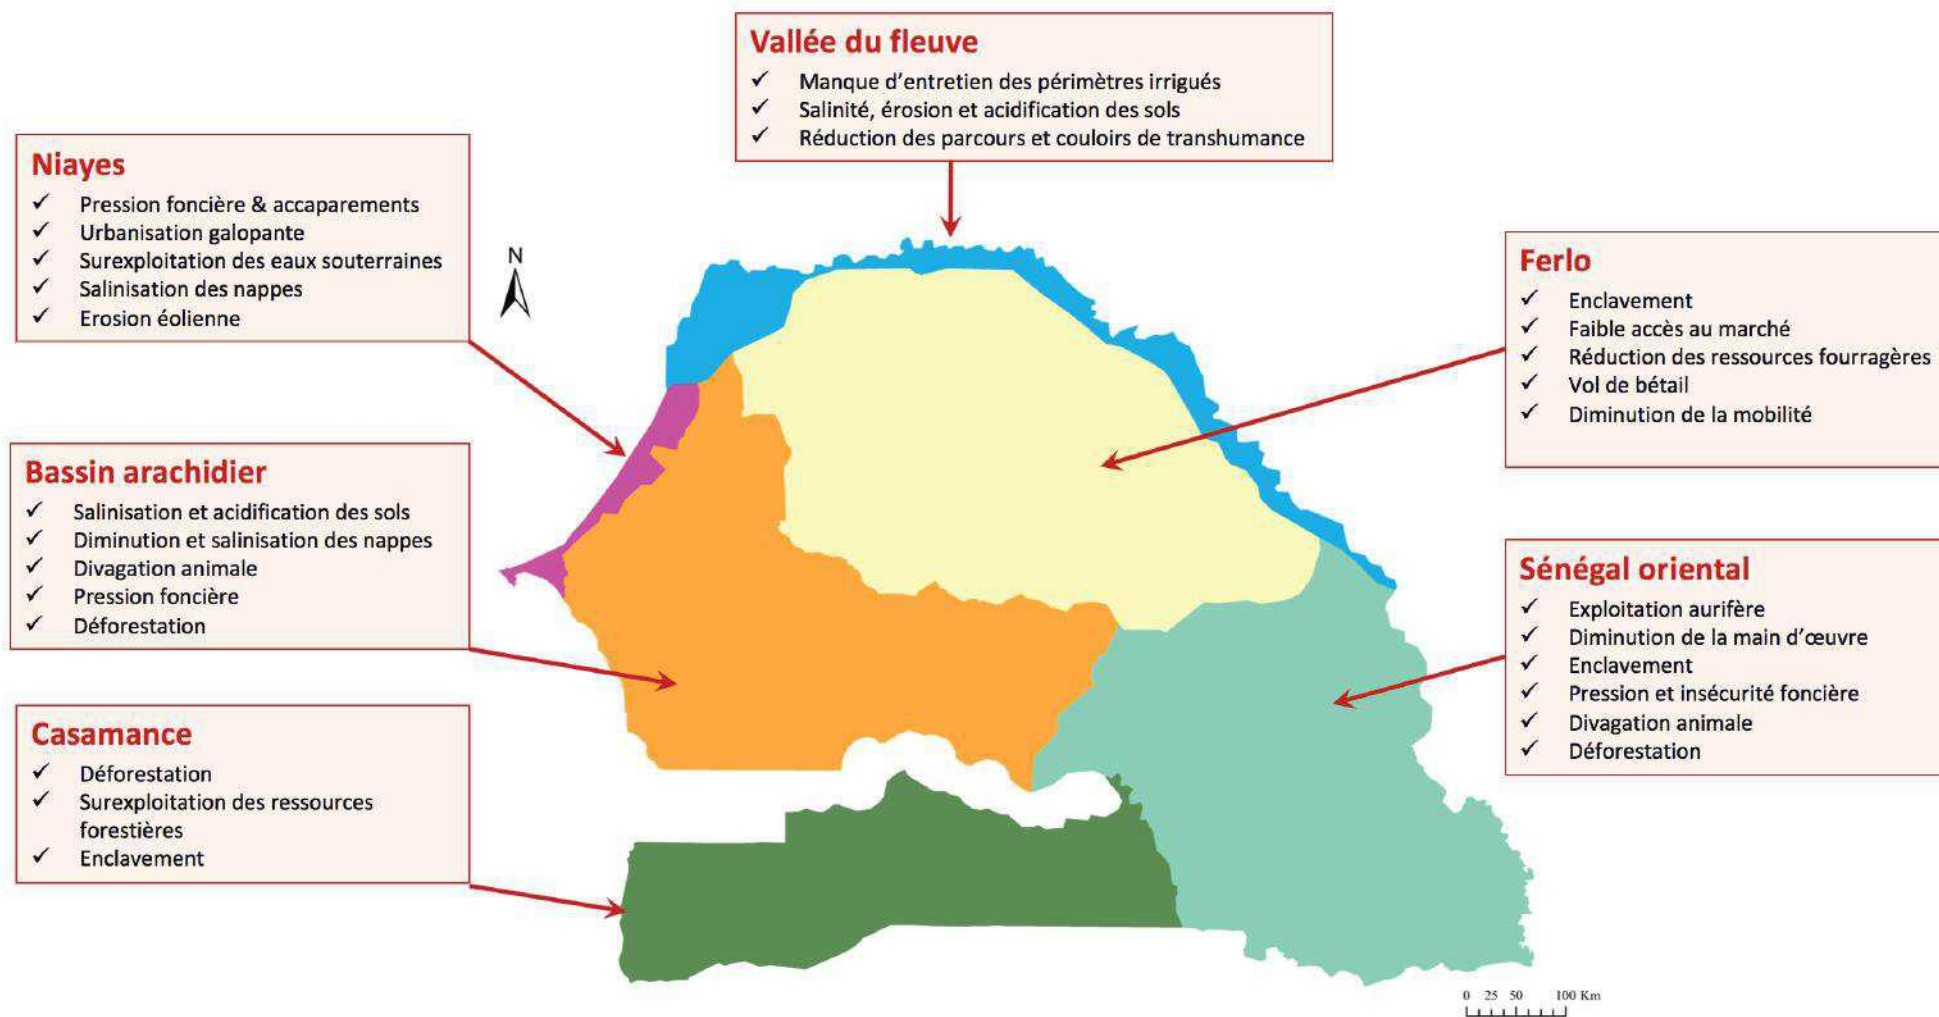 Vallée du fleuve
✓ Manque d'entretien des périmètres irrigués
✓ Salinité, érosion et acidification des sols
✓ Réduction des parcours et couloirs de transhumance
Niayes
✓ Pression foncière & accaparements
✓ Urbanisation galopante
✓ Surexploitation des eaux souterraines
✓ Salinisation des nappes
✓ Erosion éolienne
N
Ferlo
✓ Enclavement
✓ Faible accès au marché
✓ Réduction des ressources fourragères
✓ Vol de bétail
✓ Diminution de la mobilité
Bassin arachidier
✓ Salinisation et acidification des sols
✓ Diminution et salinisation des nappes
✓ Divagation animale
✓ Pression foncière
✓ Déforestation
Sénégal oriental
✓ Exploitation aurifère
✓ Diminution de la main d'œuvre
✓ Enclavement
✓ Pression et insécurité foncière
✓ Divagation animale
✓ Déforestation
Casamance
✓ Déforestation
✓ Surexploitation des ressources
forestières
✓ Enclavement
0 25 50 100 Km